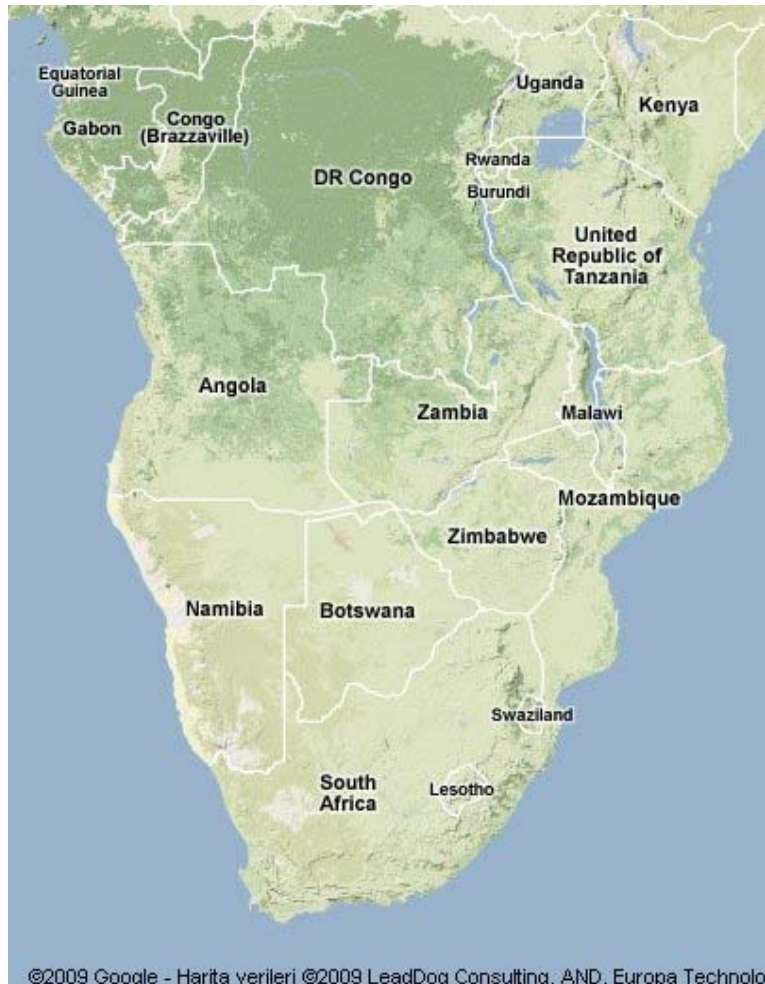 Equatorial
Guinea
Gabon
Congo
(Brazzaville)
DR Congo
Uganda
Kenya
Rwanda
Burundi
United
Republic of
Tanzania
Angola
Zambia
Malawi
Mozambique
Zimbabwe
Namibia
Botswana
Swaziland
South
Africa
Lesotho
©2009 Google - Harita verileri ©2009 LeadDog Consulting, AND, Europa Technolo